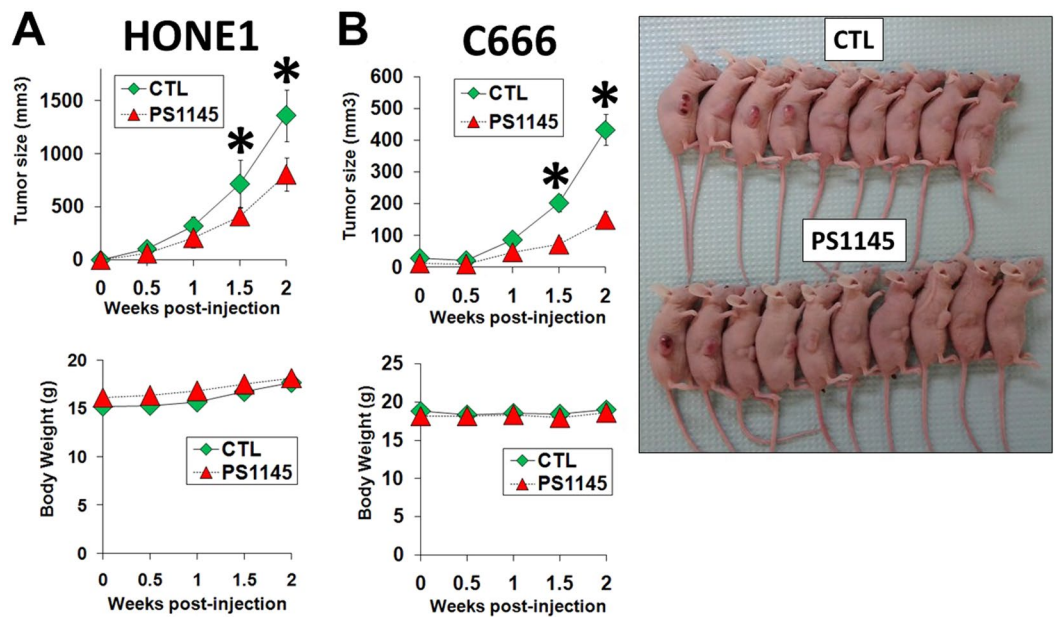 A HONE1
Tumor size (mm3)
1500
1000
500
0
CTL
PS1145
*
*
0 0.5 1 1.5 2
Weeks post-injection
Body Weight (g)
20
15
10
5
0
CTL
PS1145
0 0.5 1 1.5 2
Weeks post-injection
B C666
Tumor size (mm3)
600
500
400
300
200
100
0
CTL
PS1145
*
*
0 0.5 1 1.5 2
Weeks post-injection
Body Weight (g)
25
20
15
10
5
0
CTL
PS1145
0 0.5 1 1.5 2
Weeks post-injection
CTL
PS1145